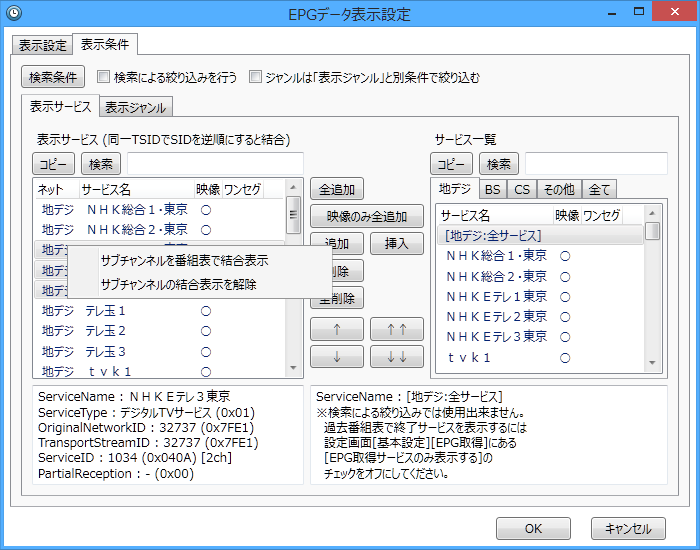 EPGデータ表示設定
表示設定 表示条件
検索条件 検索による絞り込みを行う ジャンルは「表示ジャンル」と別条件で絞り込む
表示サービス 表示ジャンル
表示サービス (同一TSIDでSIDを逆順にすると結合)
コピー 検索
ネット サービス名 映像 ワンセグ
地デジ ＮＨＫ総合１・東京 ○
地デジ ＮＨＫ総合２・東京 ○
地デジ
地デジ
地デジ
サブチャンネルを番組表で結合表示
サブチャンネルの結合表示を解除
地デジ テレ玉１ ○
地デジ テレ玉２ ○
地デジ テレ玉３ ○
地デジ ｔｖｋ１ ○
全追加
映像のみ全追加
追加 挿入
削除
全削除
↑ ↑↑
↓ ↓↓
サービス一覧
コピー 検索
地デジ BS CS その他 全て
サービス名 映像 ワンセグ
[地デジ:全サービス]
ＮＨＫ総合１・東京 ○
ＮＨＫ総合２・東京 ○
ＮＨＫＥテレ１東京 ○
ＮＨＫＥテレ２東京 ○
ＮＨＫＥテレ３東京 ○
ｔｖｋ１ ○
ServiceName : ＮＨＫＥテレ３東京
ServiceType : デジタルTVサービス (0x01)
OriginalNetworkID : 32737 (0x7FE1)
TransportStreamID : 32737 (0x7FE1)
ServiceID : 1034 (0x040A) [2ch]
PartialReception : - (0x00)
ServiceName : [地デジ:全サービス]
※検索による絞り込みでは使用出来ません。
過去番組表で終了サービスを表示するには
設定画面[基本設定][EPG取得]にある
[EPG取得サービスのみ表示する]の
チェックをオフにしてください。
OK キャンセル